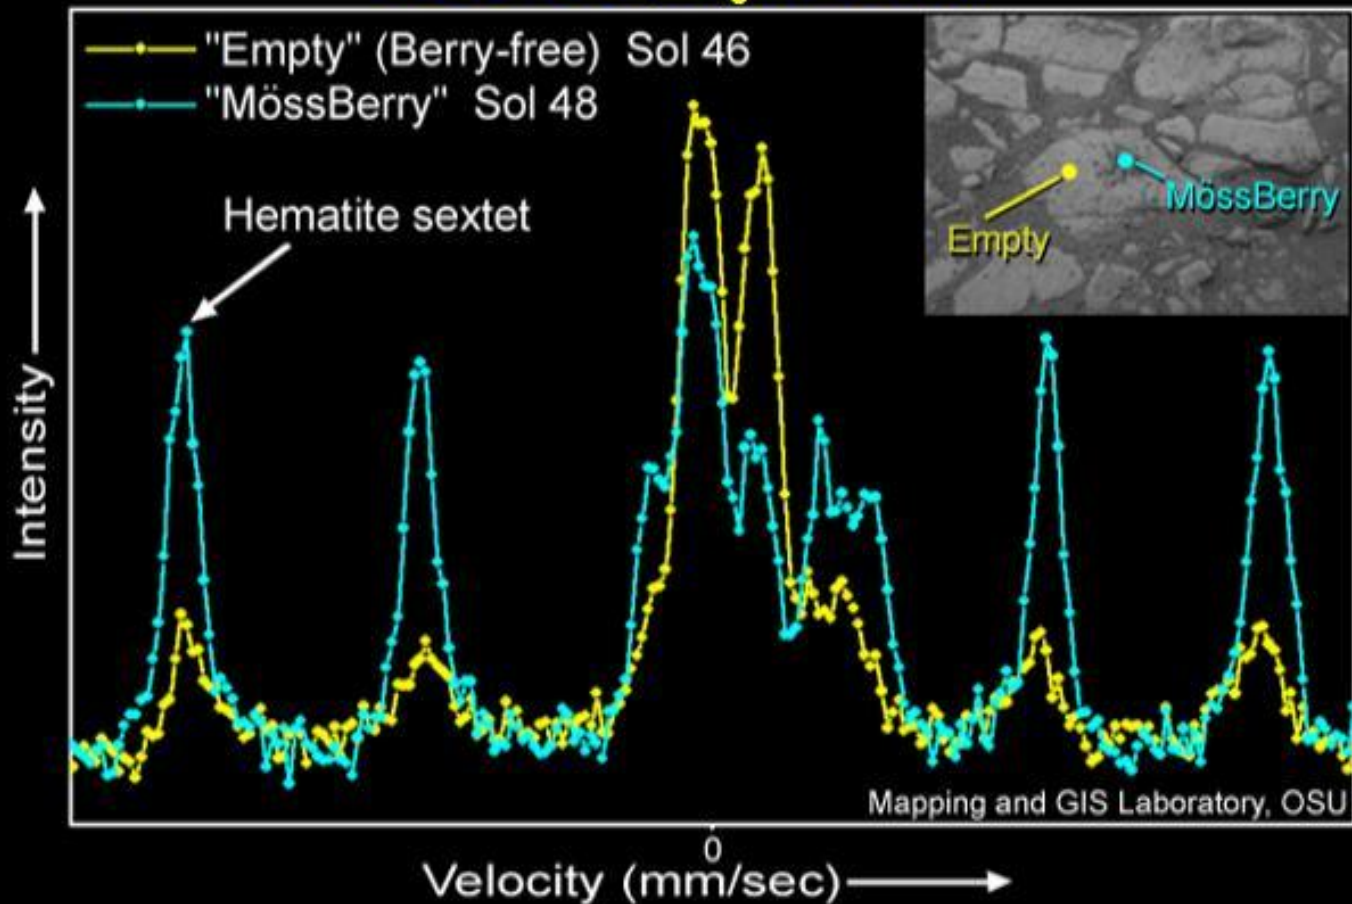 "Empty" (Berry-free) Sol 46
"MössBerry" Sol 48
Hematite sextet
MössBerry
Empty
Intensity
Mapping and GIS Laboratory, OSU
0
Velocity (mm/sec)